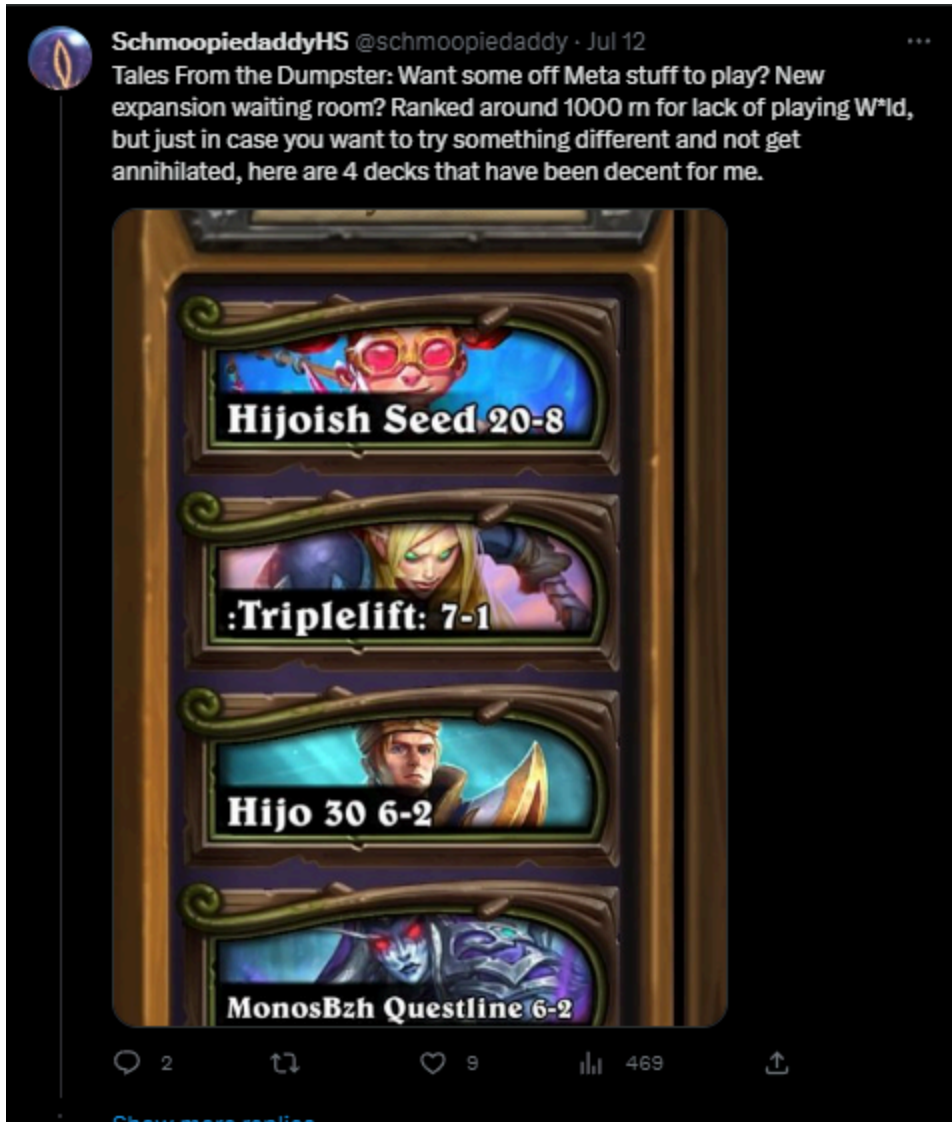 SchmoopiedaddyHS @schmoopiedaddy · Jul 12
Tales From the Dumpster: Want some off Meta stuff to play? New
expansion waiting room? Ranked around 1000 rn for lack of playing W*ld,
but just in case you want to try something different and not get
annihilated, here are 4 decks that have been decent for me.
Hijoish Seed 20-8
:Triplelift: 7-1
Hijo 30 6-2
MonosBzh Questline 6-2
2 9 469
Show more replies